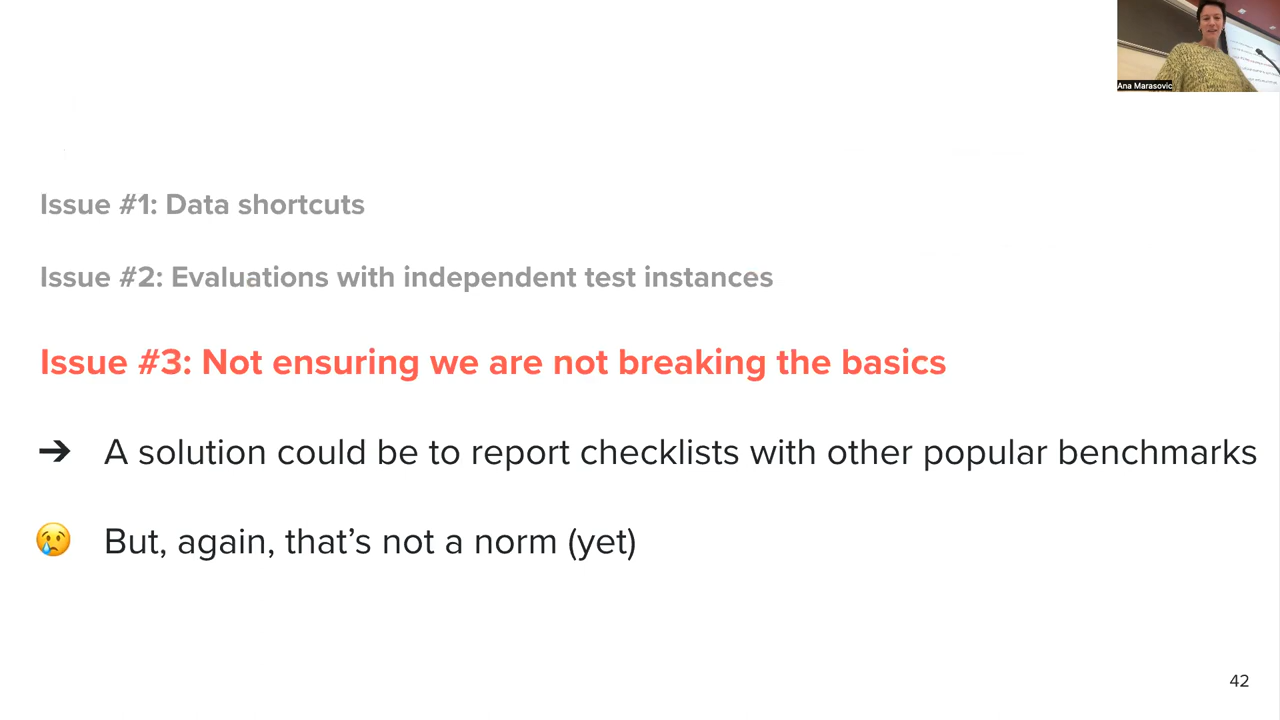 Ana Marasovic
Issue #1: Data shortcuts
Issue #2: Evaluations with independent test instances
Issue #3: Not ensuring we are not breaking the basics
➔ A solution could be to report checklists with other popular benchmarks
😢 But, again, that’s not a norm (yet)
42